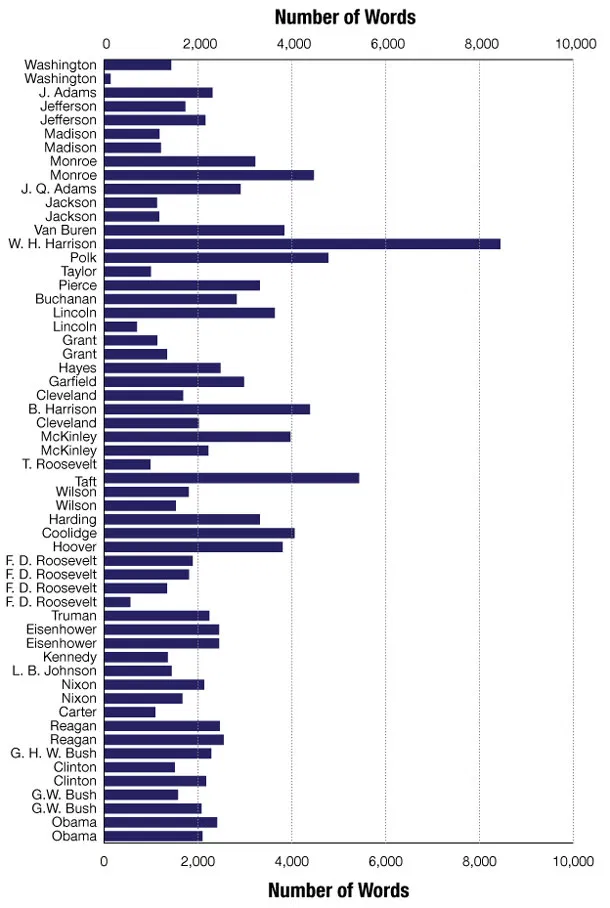 Number of Words
0 2,000 4,000 6,000 8,000 10,000
Washington
Washington
J. Adams
Jefferson
Jefferson
Madison
Madison
Monroe
Monroe
J. Q. Adams
Jackson
Jackson
Van Buren
W. H. Harrison
Polk
Taylor
Pierce
Buchanan
Lincoln
Lincoln
Grant
Grant
Hayes
Garfield
Cleveland
B. Harrison
Cleveland
McKinley
McKinley
T. Roosevelt
Taft
Wilson
Wilson
Harding
Coolidge
Hoover
F. D. Roosevelt
F. D. Roosevelt
F. D. Roosevelt
F. D. Roosevelt
Truman
Eisenhower
Eisenhower
Kennedy
L. B. Johnson
Nixon
Nixon
Carter
Reagan
Reagan
G. H. W. Bush
Clinton
Clinton
G.W. Bush
G.W. Bush
Obama
Obama
0 2,000 4,000 6,000 8,000 10,000
Number of Words